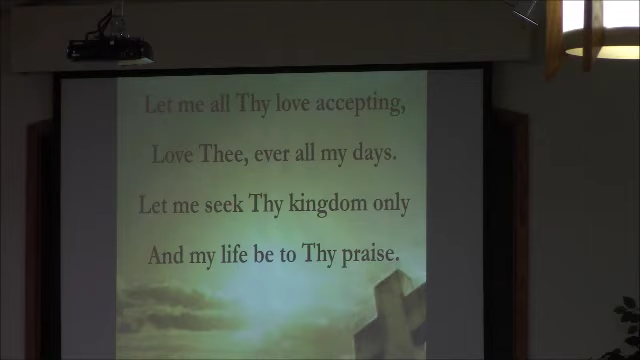 Let me all Thy love accepting,
Love Thee, ever all my days.
Let me seek Thy kingdom only
And my life be to Thy praise.